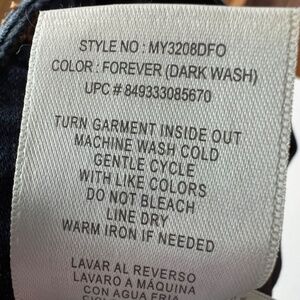 STYLE NO : MY3208DFO
COLOR : FOREVER (DARK WASH)
UPC # 849333085670
TURN GARMENT INSIDE OUT
MACHINE WASH COLD
GENTLE CYCLE
WITH LIKE COLORS
DO NOT BLEACH
LINE DRY
WARM IRON IF NEEDED
LAVAR AL REVERSO
LAVARO A MÁQUINA
CON AGUA FRIA